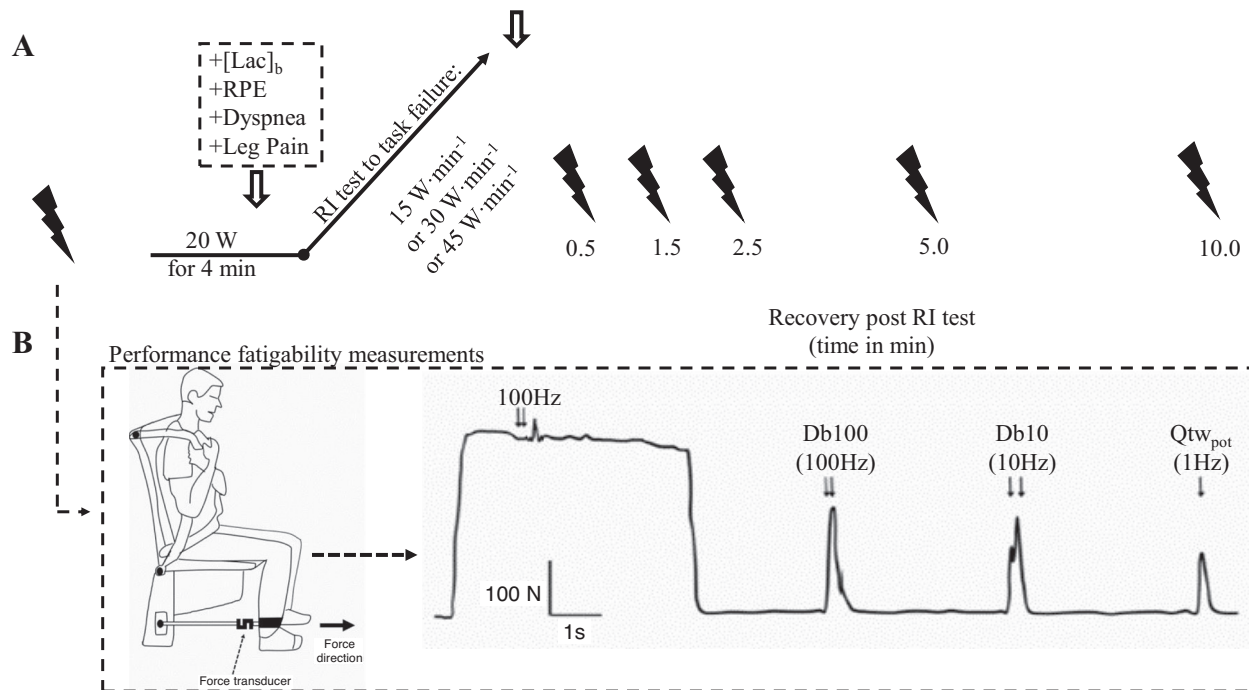 A
+[Lac]b
+RPE
+Dyspnea
+Leg Pain
20 W
for 4 min
RI test to task failure:
15 W·min-1
or 30 W·min-1
or 45 W·min-1
0.5
1.5
2.5
5.0
10.0
Recovery post RI test
(time in min)
B
Performance fatigability measurements
100Hz
Db100
(100Hz)
Db10
(10Hz)
Qtwpot
(1Hz)
100 N
1s
Force
direction
Force transducer